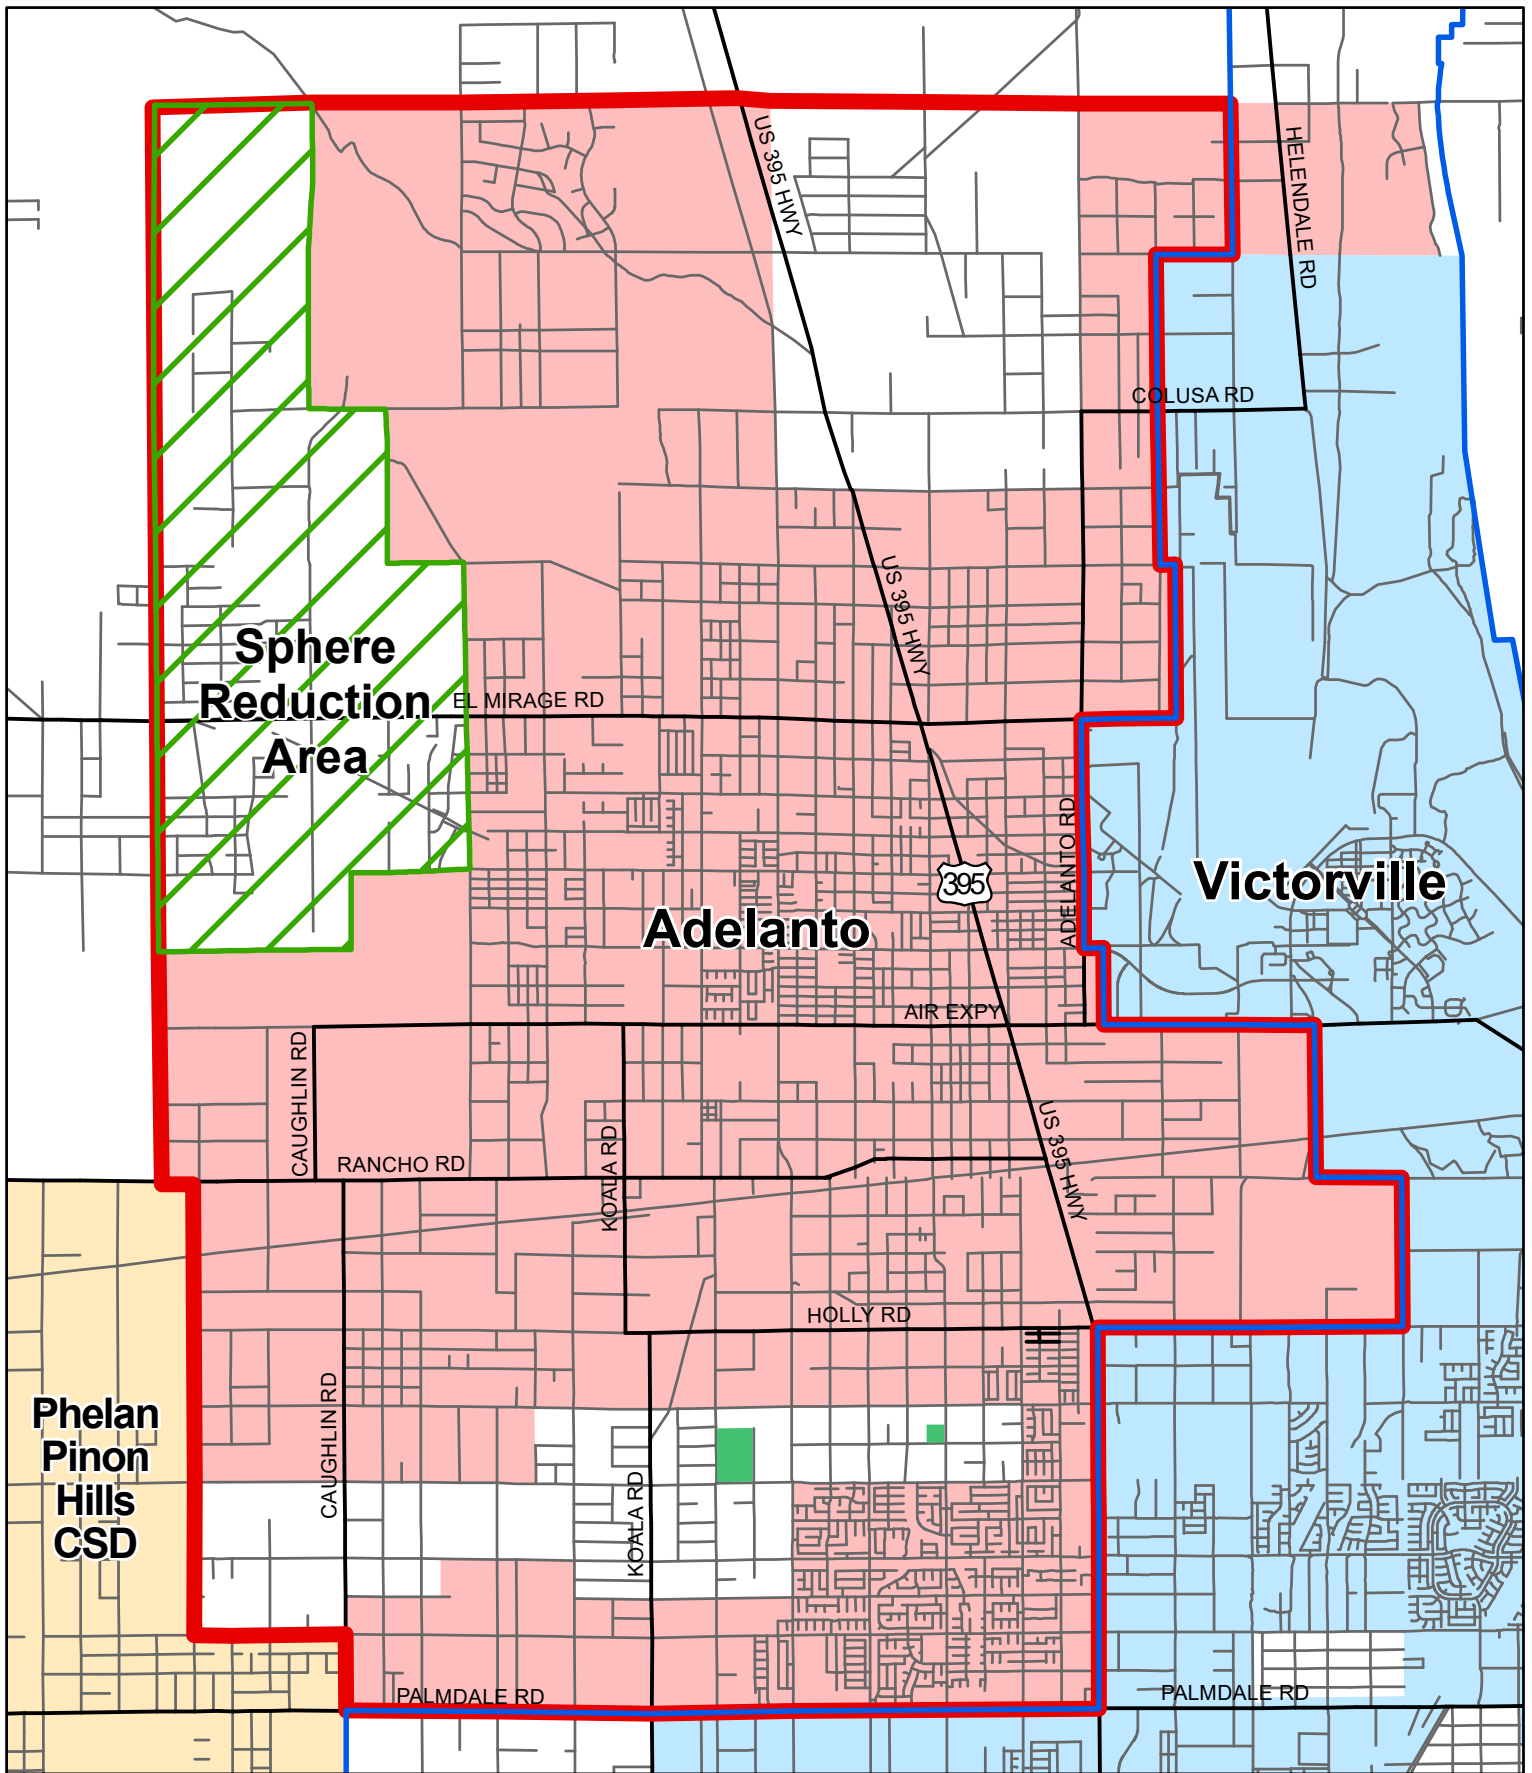 US 395 HWY
HELENDALE RD
COLUSA RD
US 395 HWY
Sphere
Reduction
Area
EL MIRAGE RD
ADELANTO RD
395
Victorville
Adelanto
AIR EXPY
CAUGHLIN RD
RANCHO RD
KOALA RD
US 395 HWY
HOLLY RD
Phelan
Pinon
Hills
CSD
CAUGHLIN RD
KOALA RD
PALMDALE RD
PALMDALE RD